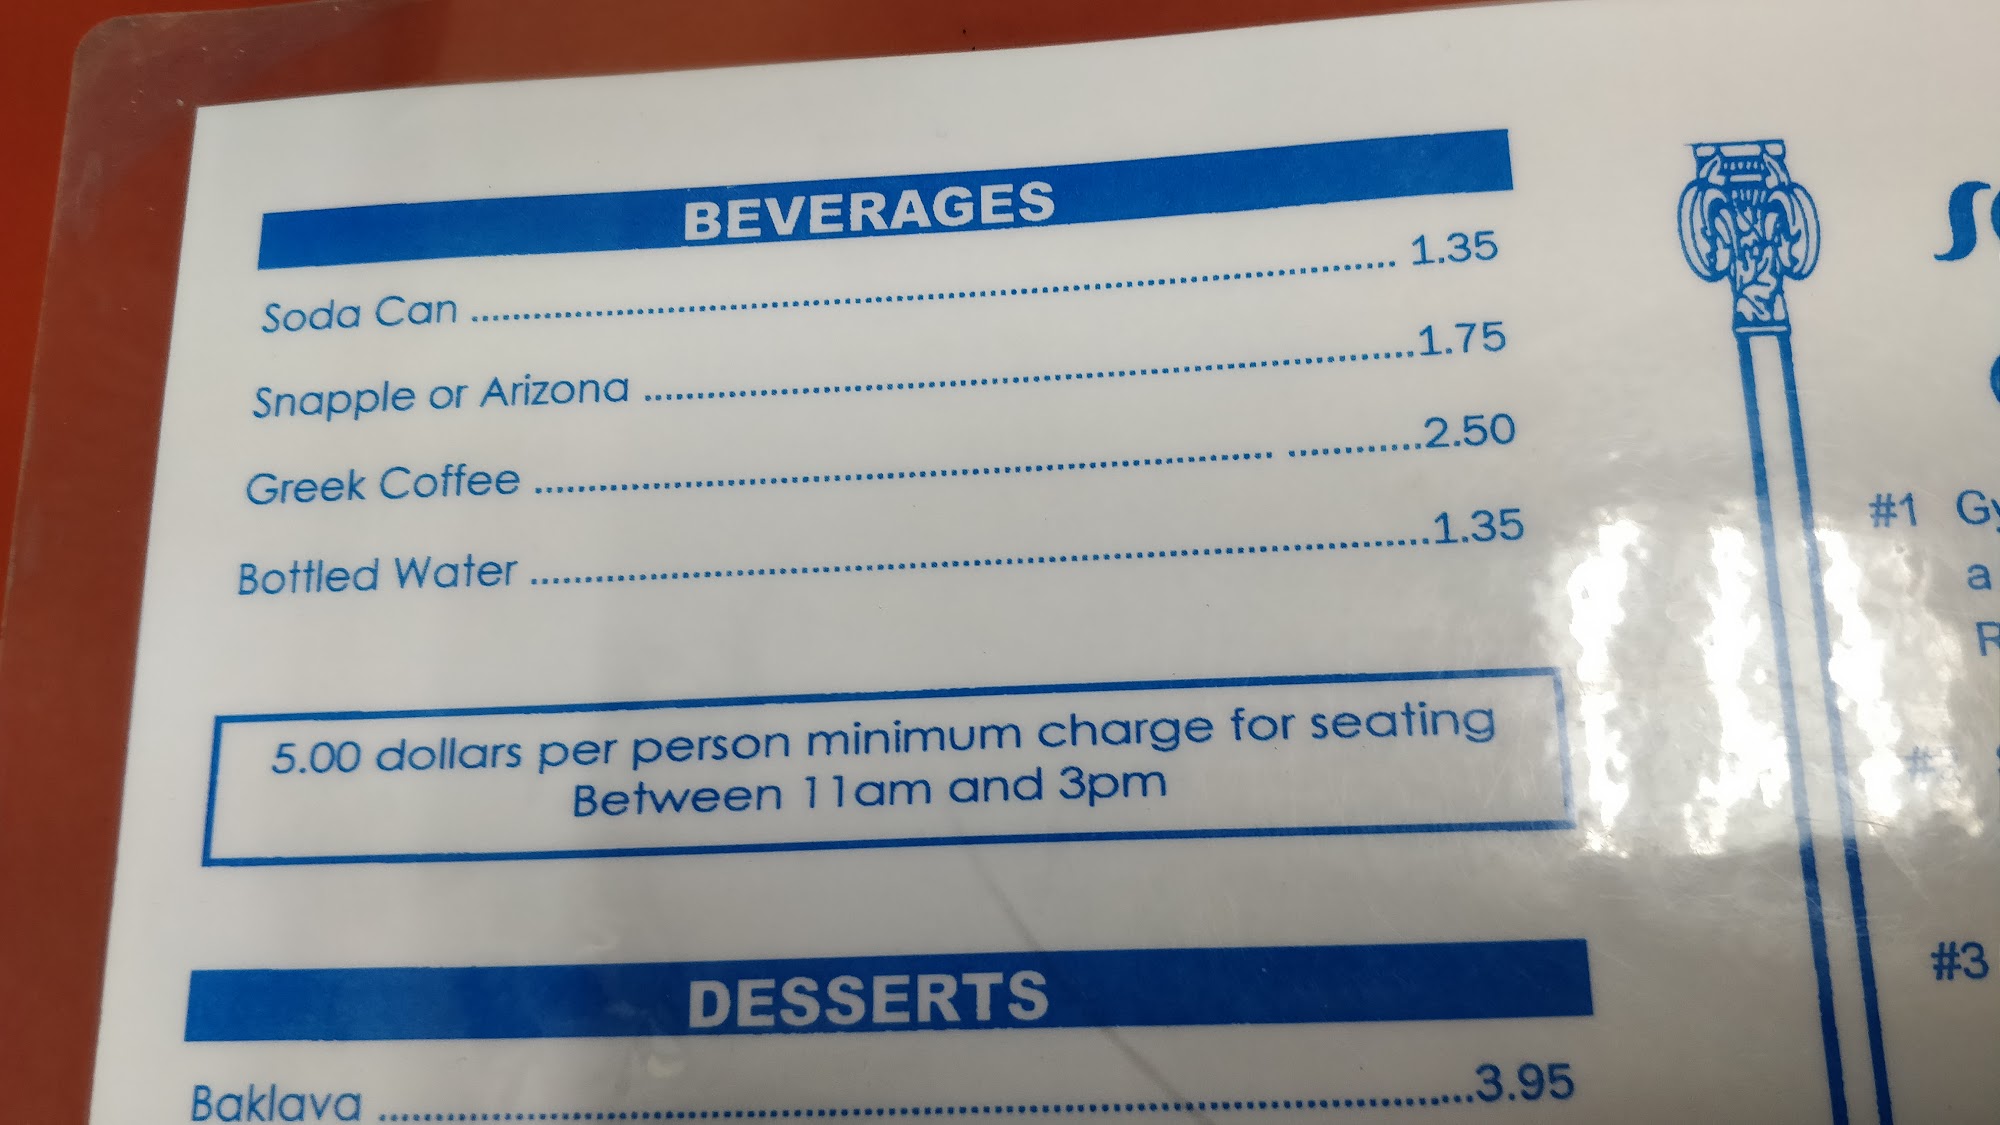 BEVERAGES
Soda Can ........ 1.35
Snapple or Arizona ........1.75
Greek Coffee ........ ........2.50
Bottled Water ........1.35
5.00 dollars per person minimum charge for seating
Between 11am and 3pm
DESSERTS
Baklava ........3.95
#1
a
#3